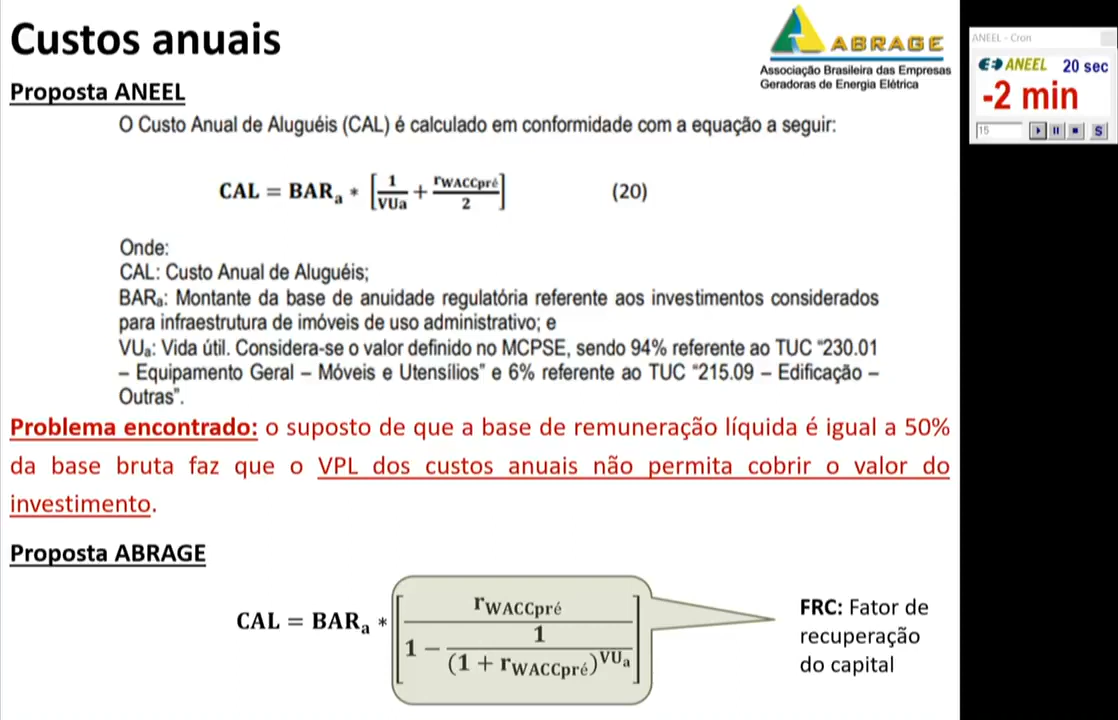 Custos anuais
ABRAGE
Associação Brasileira das Empresas
Geradoras de Energia Elétrica
ANEEL - Cron
ANEEL 20 sec
-2 min
15
S
Proposta ANEEL
O Custo Anual de Aluguéis (CAL) é calculado em conformidade com a equação a seguir:
CAL = BARₐ * [1/VUa + rWACCpré/2] (20)
Onde:
CAL: Custo Anual de Aluguéis;
BARₐ: Montante da base de anuidade regulatória referente aos investimentos considerados
para infraestrutura de imóveis de uso administrativo; e
VUₐ: Vida útil. Considera-se o valor definido no MCPSE, sendo 94% referente ao TUC "230.01
– Equipamento Geral – Móveis e Utensílios" e 6% referente ao TUC "215.09 – Edificação –
Outras".
Problema encontrado: o suposto de que a base de remuneração líquida é igual a 50%
da base bruta faz que o VPL dos custos anuais não permita cobrir o valor do
investimento.
Proposta ABRAGE
CAL = BARₐ * [rWACCpré / (1 − 1/(1 + rWACCpré)^VUₐ)]
FRC: Fator de
recuperação
do capital